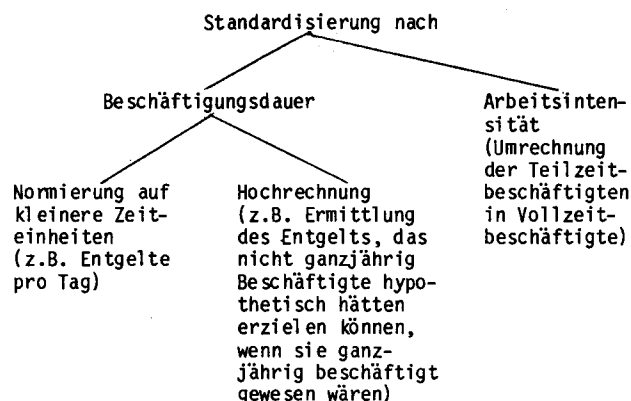 Standardisierung nach
Beschäftigungsdauer
Arbeitsinten-
sität
(Umrechnung
der Teilzeit-
beschäftigten
in Vollzeit-
beschäftigte)
Normierung auf
kleinere Zeit-
einheiten
(z.B. Entgelte
pro Tag)
Hochrechnung
(z.B. Ermittlung
des Entgelts, das
nicht ganzjährig
Beschäftigte hypo-
thetisch hätten
erzielen können,
wenn sie ganz-
jährig beschäftigt
gewesen wären)